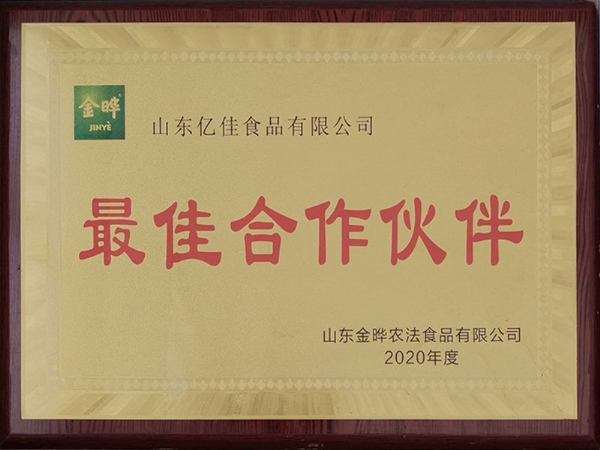 金晔
JINYÈ
山东亿佳食品有限公司
最佳合作伙伴
山东金晔农法食品有限公司
2020年度